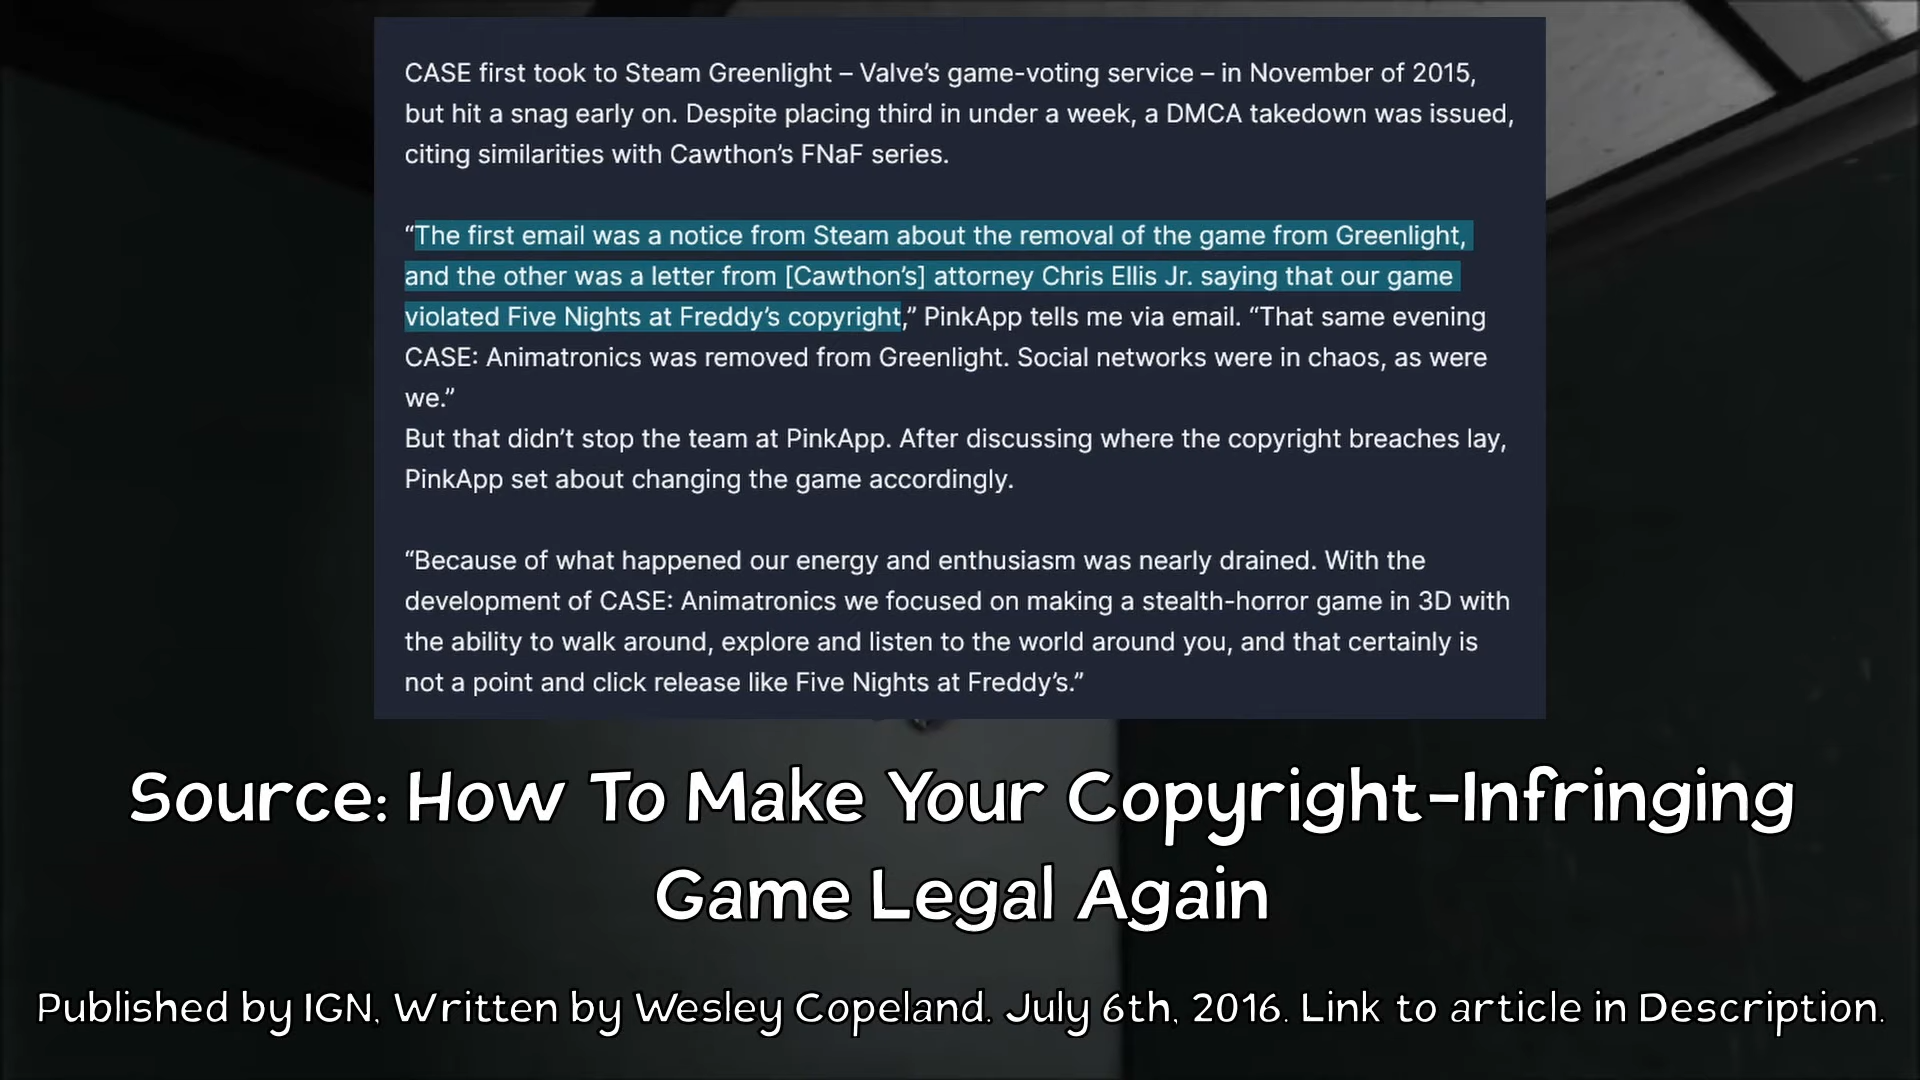 CASE first took to Steam Greenlight – Valve’s game-voting service – in November of 2015,
but hit a snag early on. Despite placing third in under a week, a DMCA takedown was issued,
citing similarities with Cawthon’s FNaF series.
“The first email was a notice from Steam about the removal of the game from Greenlight,
and the other was a letter from [Cawthon’s] attorney Chris Ellis Jr. saying that our game
violated Five Nights at Freddy’s copyright,” PinkApp tells me via email. “That same evening
CASE: Animatronics was removed from Greenlight. Social networks were in chaos, as were
we.”
But that didn’t stop the team at PinkApp. After discussing where the copyright breaches lay,
PinkApp set about changing the game accordingly.
“Because of what happened our energy and enthusiasm was nearly drained. With the
development of CASE: Animatronics we focused on making a stealth-horror game in 3D with
the ability to walk around, explore and listen to the world around you, and that certainly is
not a point and click release like Five Nights at Freddy’s.”
Source: How To Make Your Copyright-Infringing
Game Legal Again
Published by IGN, Written by Wesley Copeland. July 6th, 2016. Link to article in Description.